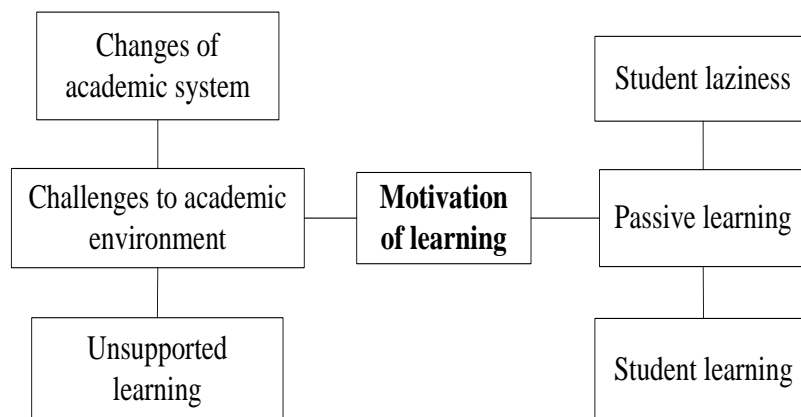 Changes of
academic system
Student laziness
Challenges to academic
environment
Motivation
of learning
Passive learning
Unsupported
learning
Student learning